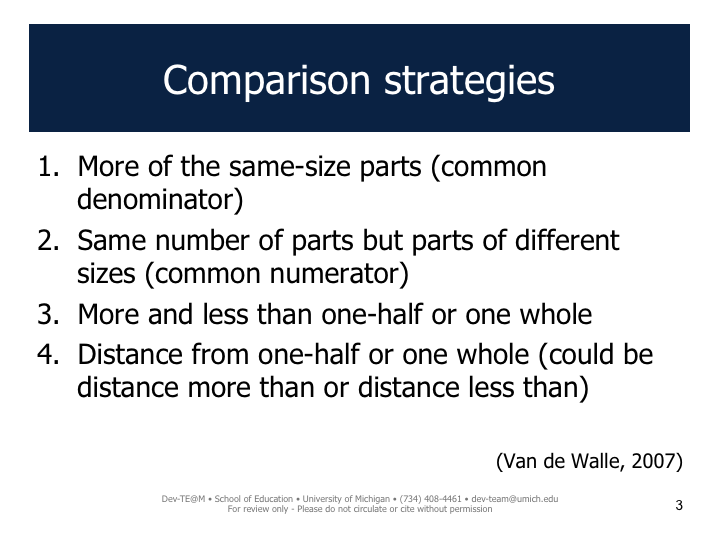 Comparison strategies
1. More of the same-size parts (common
denominator)
2. Same number of parts but parts of different
sizes (common numerator)
3. More and less than one-half or one whole
4. Distance from one-half or one whole (could be
distance more than or distance less than)
(Van de Walle, 2007)
Dev-TE@M • School of Education • University of Michigan • (734) 408-4461 • dev-team@umich.edu
For review only - Please do not circulate or cite without permission
3